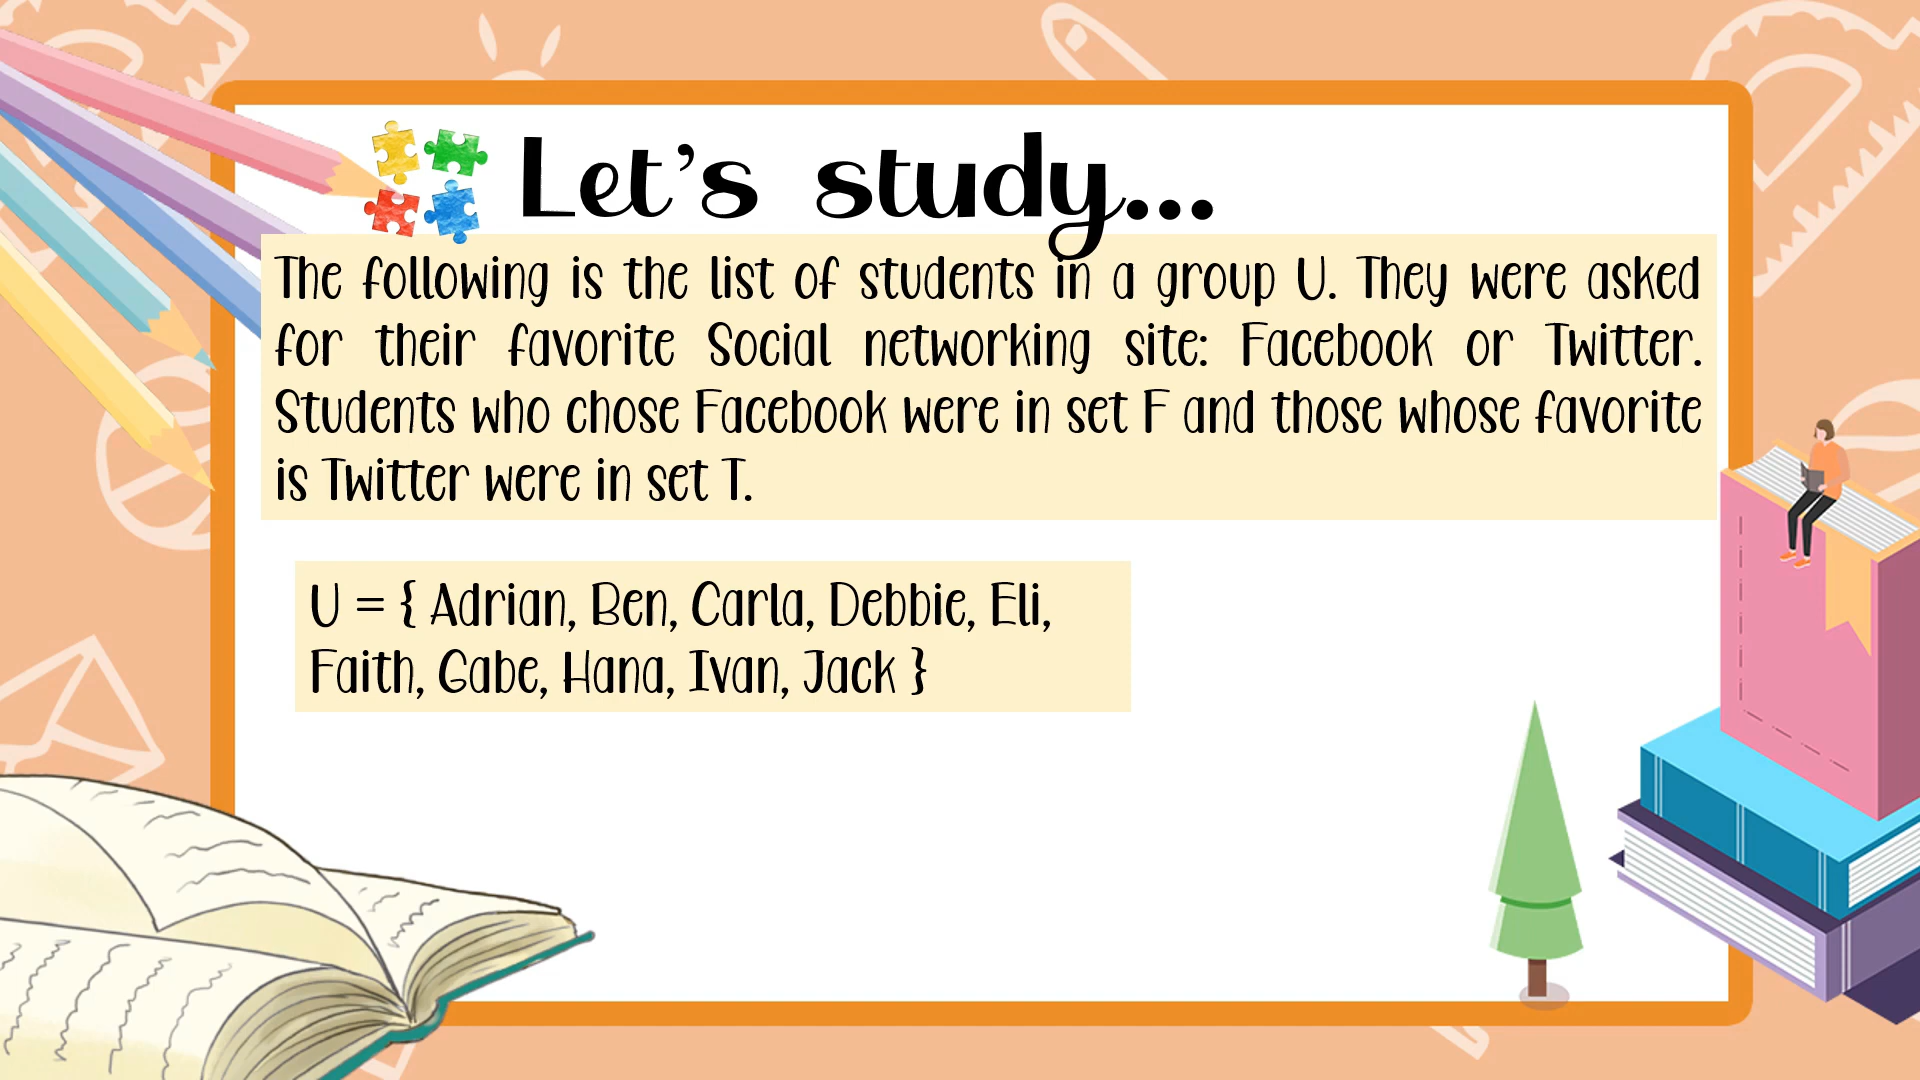 Let's study...
The following is the list of students in a group U. They were asked
for their favorite Social networking site: Facebook or Twitter.
Students who chose Facebook were in set F and those whose favorite
is Twitter were in set T.
U = { Adrian, Ben, Carla, Debbie, Eli,
Faith, Gabe, Hana, Ivan, Jack }